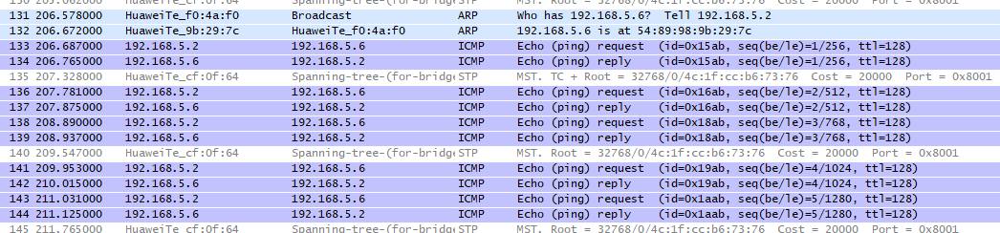 130 205.062000 HuaweiTe_cf:0f:64 Spanning-tree-(for-bridge STP MST. Root = 32768/0/4c:1f:cc:b6:73:76 Cost = 20000 Port = 0x8001
131 206.578000 HuaweiTe_f0:4a:f0 Broadcast ARP Who has 192.168.5.6? Tell 192.168.5.2
132 206.672000 HuaweiTe_9b:29:7c HuaweiTe_f0:4a:f0 ARP 192.168.5.6 is at 54:89:98:9b:29:7c
133 206.687000 192.168.5.2 192.168.5.6 ICMP Echo (ping) request (id=0x15ab, seq(be/le)=1/256, ttl=128)
134 206.765000 192.168.5.6 192.168.5.2 ICMP Echo (ping) reply (id=0x15ab, seq(be/le)=1/256, ttl=128)
135 207.328000 HuaweiTe_cf:0f:64 Spanning-tree-(for-bridge STP MST. TC + Root = 32768/0/4c:1f:cc:b6:73:76 Cost = 20000 Port = 0x8001
136 207.781000 192.168.5.2 192.168.5.6 ICMP Echo (ping) request (id=0x16ab, seq(be/le)=2/512, ttl=128)
137 207.875000 192.168.5.6 192.168.5.2 ICMP Echo (ping) reply (id=0x16ab, seq(be/le)=2/512, ttl=128)
138 208.890000 192.168.5.2 192.168.5.6 ICMP Echo (ping) request (id=0x18ab, seq(be/le)=3/768, ttl=128)
139 208.937000 192.168.5.6 192.168.5.2 ICMP Echo (ping) reply (id=0x18ab, seq(be/le)=3/768, ttl=128)
140 209.547000 HuaweiTe_cf:0f:64 Spanning-tree-(for-bridge STP MST. Root = 32768/0/4c:1f:cc:b6:73:76 Cost = 20000 Port = 0x8001
141 209.953000 192.168.5.2 192.168.5.6 ICMP Echo (ping) request (id=0x19ab, seq(be/le)=4/1024, ttl=128)
142 210.015000 192.168.5.6 192.168.5.2 ICMP Echo (ping) reply (id=0x19ab, seq(be/le)=4/1024, ttl=128)
143 211.031000 192.168.5.2 192.168.5.6 ICMP Echo (ping) request (id=0x1aab, seq(be/le)=5/1280, ttl=128)
144 211.125000 192.168.5.6 192.168.5.2 ICMP Echo (ping) reply (id=0x1aab, seq(be/le)=5/1280, ttl=128)
145 211.765000 HuaweiTe_cf:0f:64 Spanning-tree-(for-bridge STP MST. Root = 32768/0/4c:1f:cc:b6:73:76 Cost = 20000 Port = 0x8001